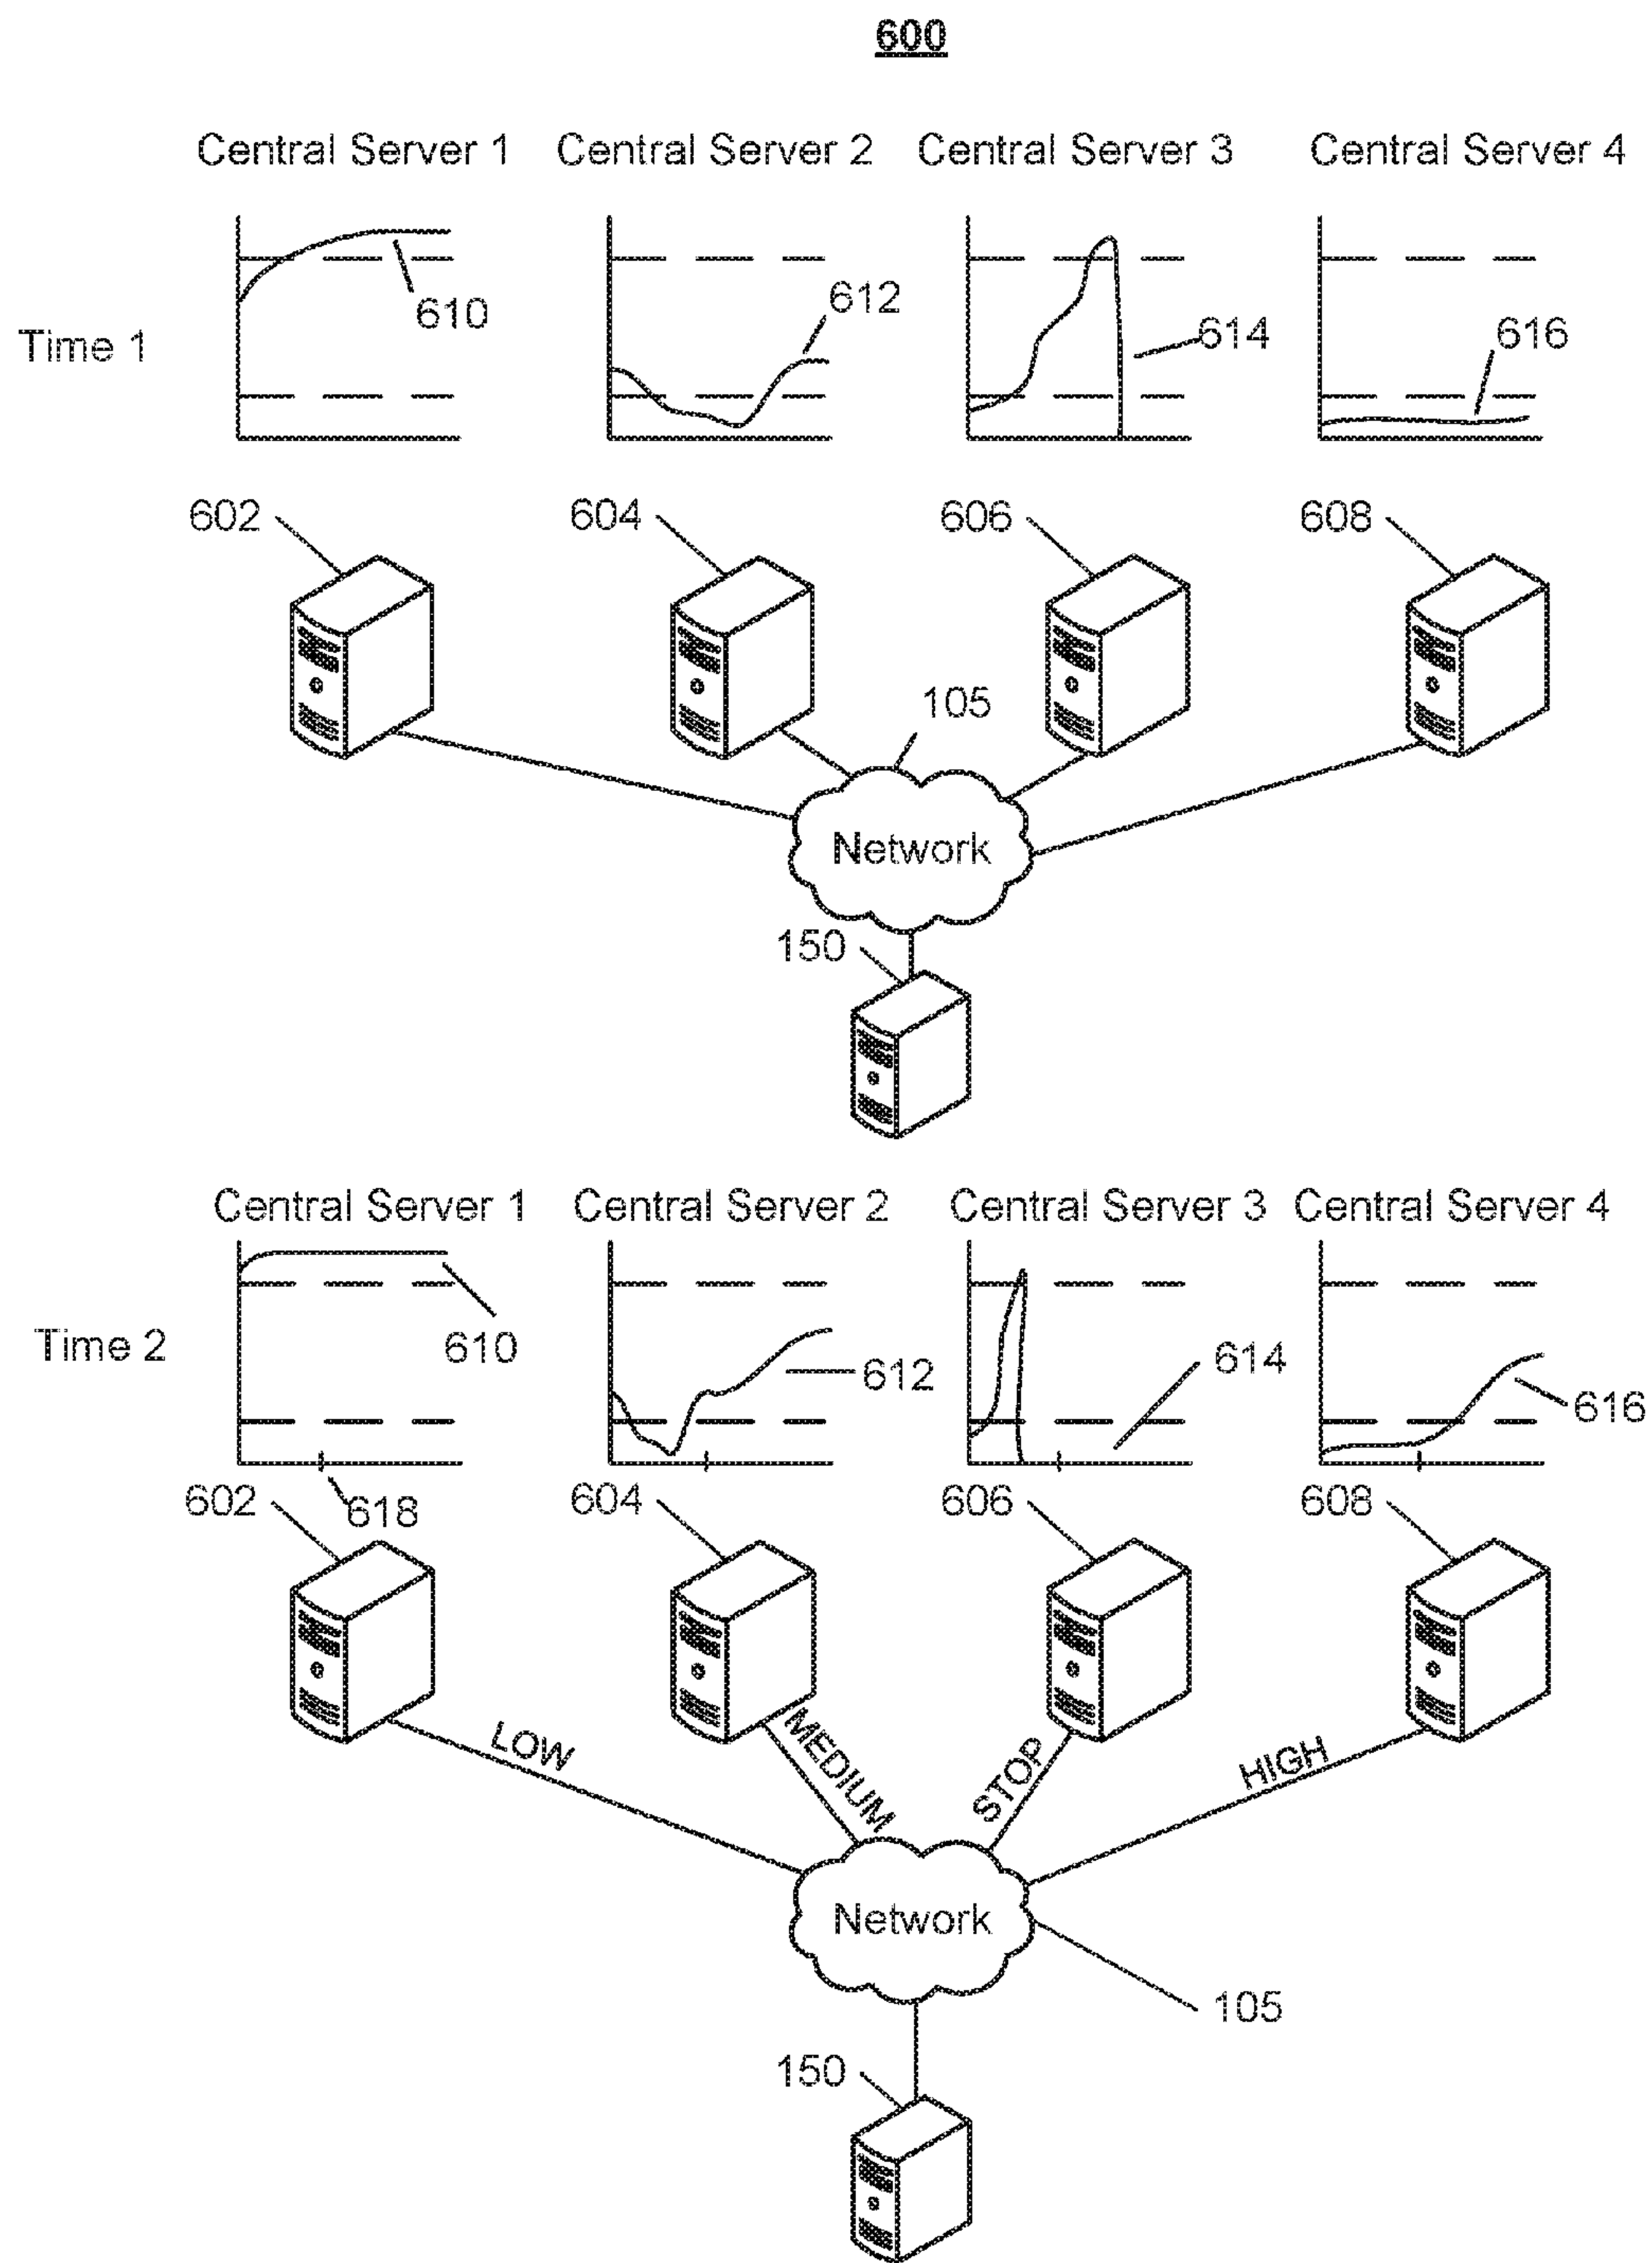 600
Central Server 1 Central Server 2 Central Server 3 Central Server 4
610
612
614
616
Time 1
602 604 606 608
105
Network
150
Central Server 1 Central Server 2 Central Server 3 Central Server 4
Time 2
610
612
614
616
618
602 604 606 608
LOW MEDIUM STOP HIGH
Network
105
150